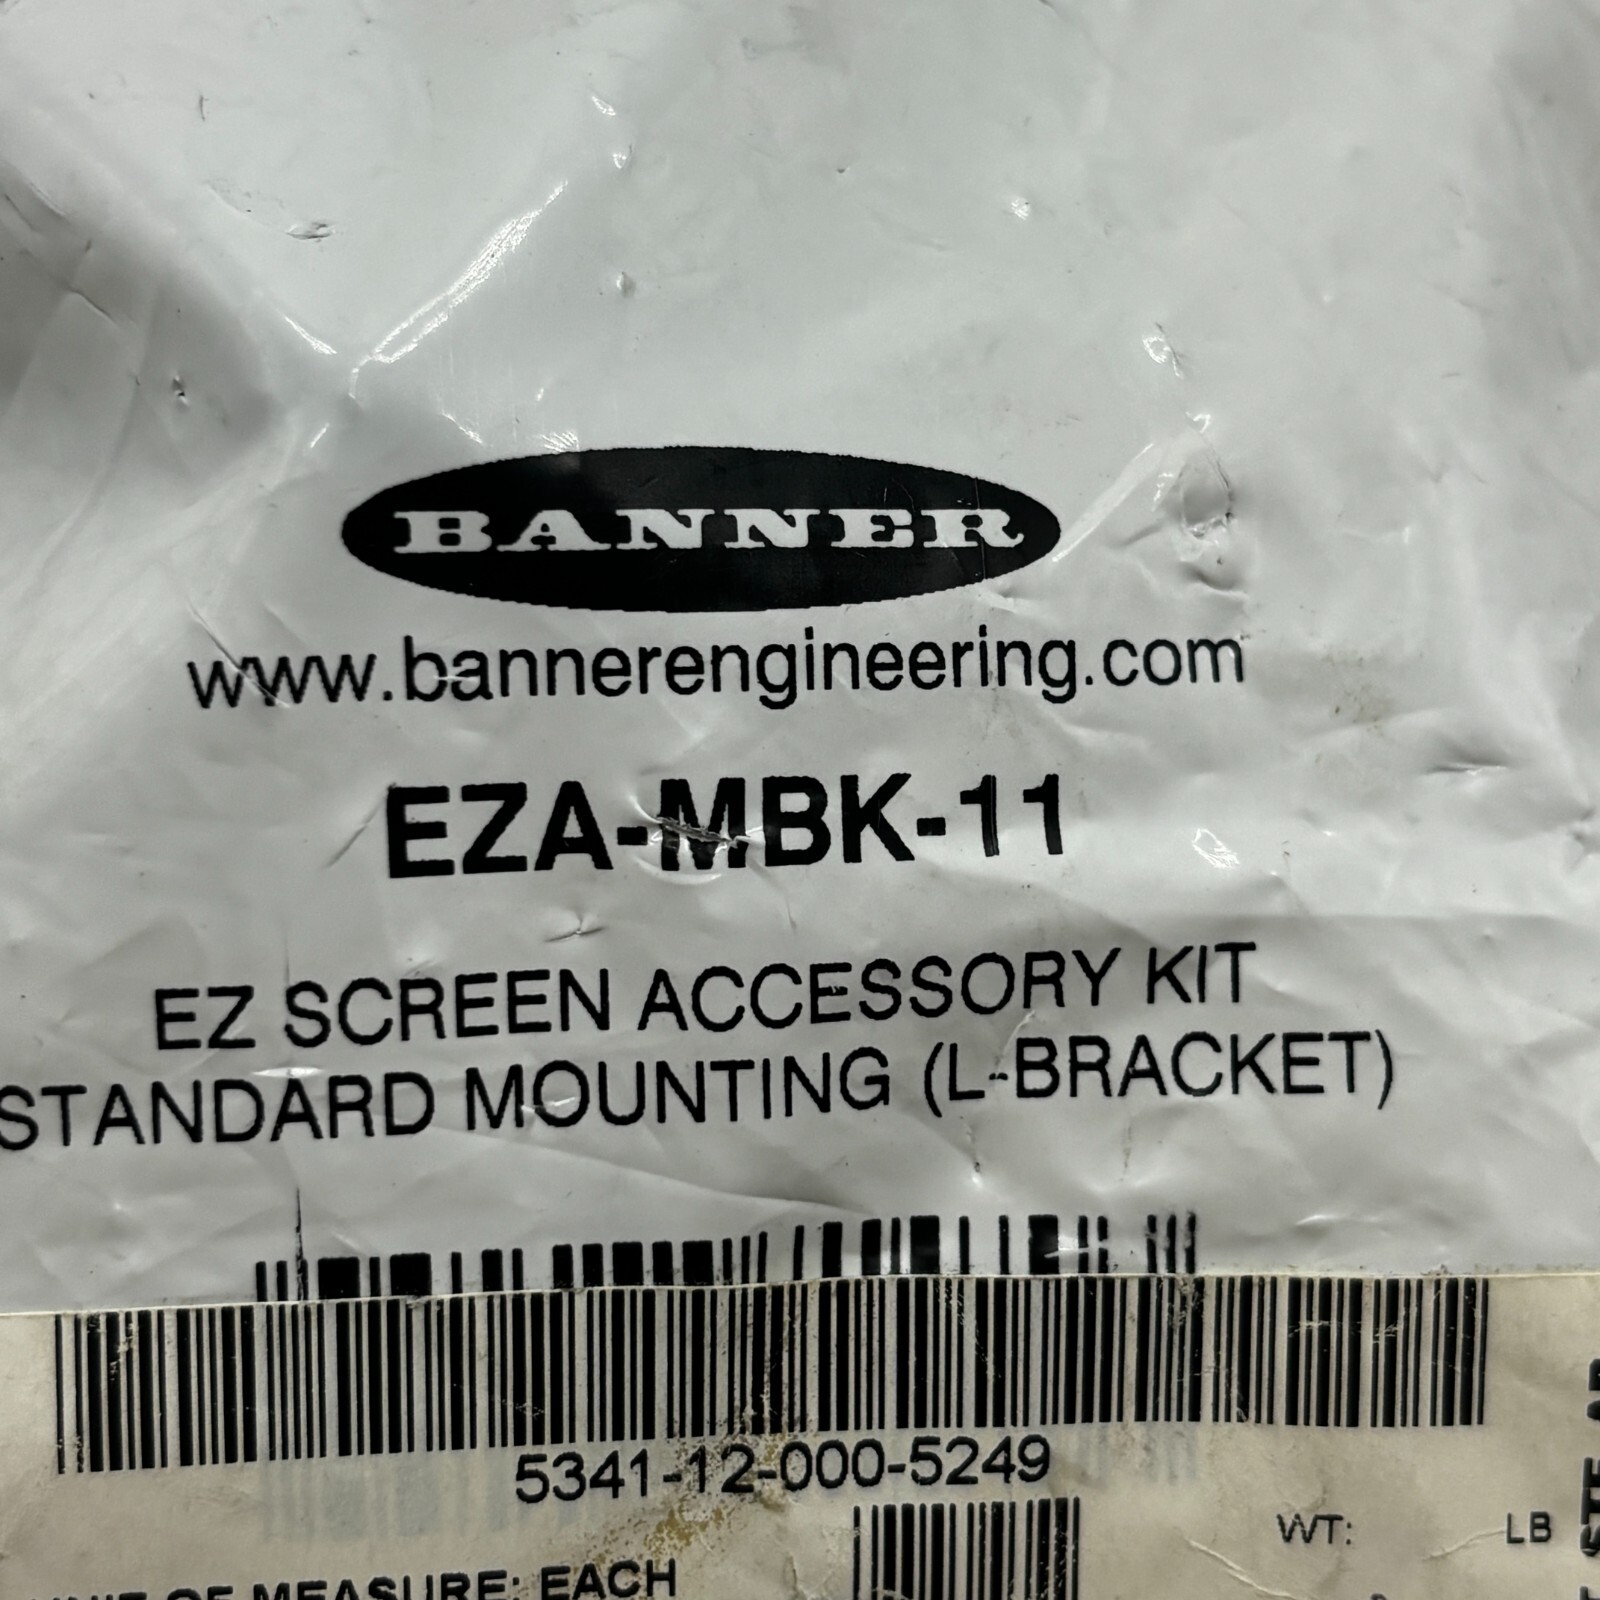 BANNER
www.bannerengineering.com
EZA-MBK-11
EZ SCREEN ACCESSORY KIT
STANDARD MOUNTING (L-BRACKET)
5341-12-000-5249
WT: LB
OF MEASURE: EACH